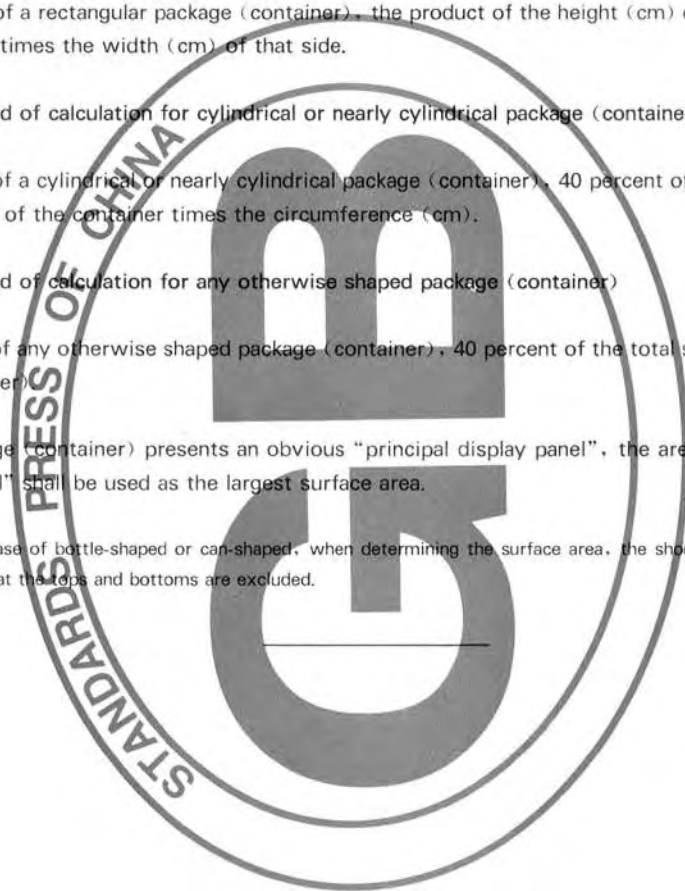 of a rectangular package (container), the product of the height (cm)
times the width (cm) of that side.
d of calculation for cylindrical or nearly cylindrical package
of a cylindrical or nearly cylindrical package (container), 40 percent of
of the container times the circumference (cm).
d of calculation for any otherwise shaped package (container)
of any otherwise shaped package (container), 40 percent of the total
(container) presents an obvious "principal display panel", the
shall be used as the largest surface area.
of bottle-shaped or can-shaped, when determining the surface area, the
at the tops and bottoms are excluded.
STANDARDS PRESS OF CHINA
GB